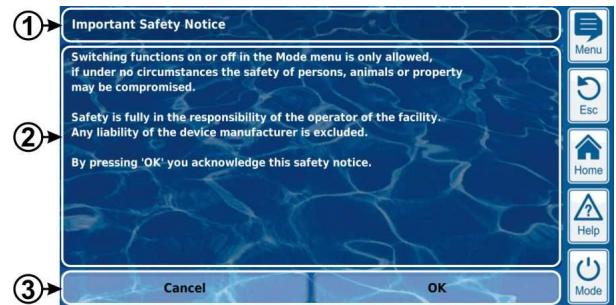 1
Important Safety Notice
Menu
2
Switching functions on or off in the Mode menu is only allowed,
if under no circumstances the safety of persons, animals or property
may be compromised.
Safety is fully in the responsibility of the operator of the facility.
Any liability of the device manufacturer is excluded.
By pressing 'OK' you acknowledge this safety notice.
Esc
Home
?
Help
3
Cancel
OK
Mode